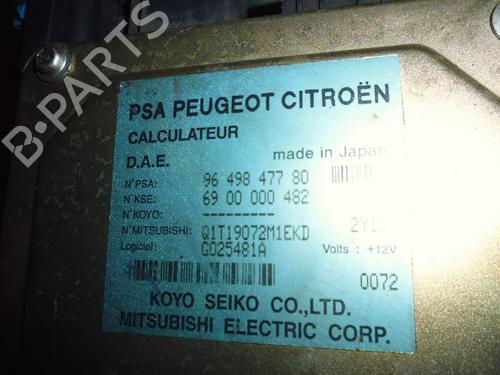 B-PARTS
PSA PEUGEOT CITROËN
CALCULATEUR
D.A.E. made in Japan
N°PSA: 96 498 477 80
N°KSE: 69 00 000 482
N°KOYO: ----------
N°MITSUBISHI: Q1T19072M1EKD
Logiciel: G025481A Volts : +12V
0072
KOYO SEIKO CO.,LTD.
MITSUBISHI ELECTRIC CORP.